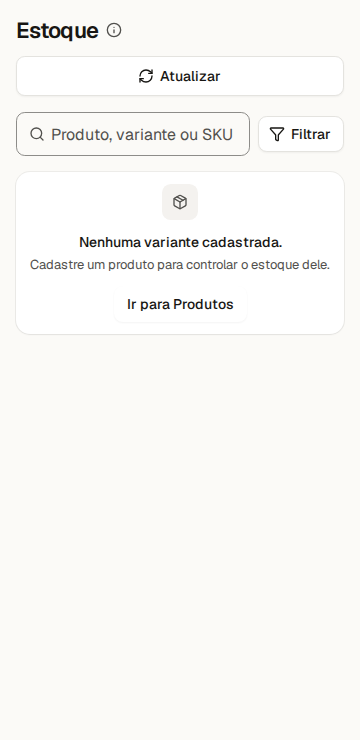 Estoque
Atualizar
Produto, variante ou SKU
Filtrar
Nenhuma variante cadastrada.
Cadastre um produto para controlar o estoque dele.
Ir para Produtos